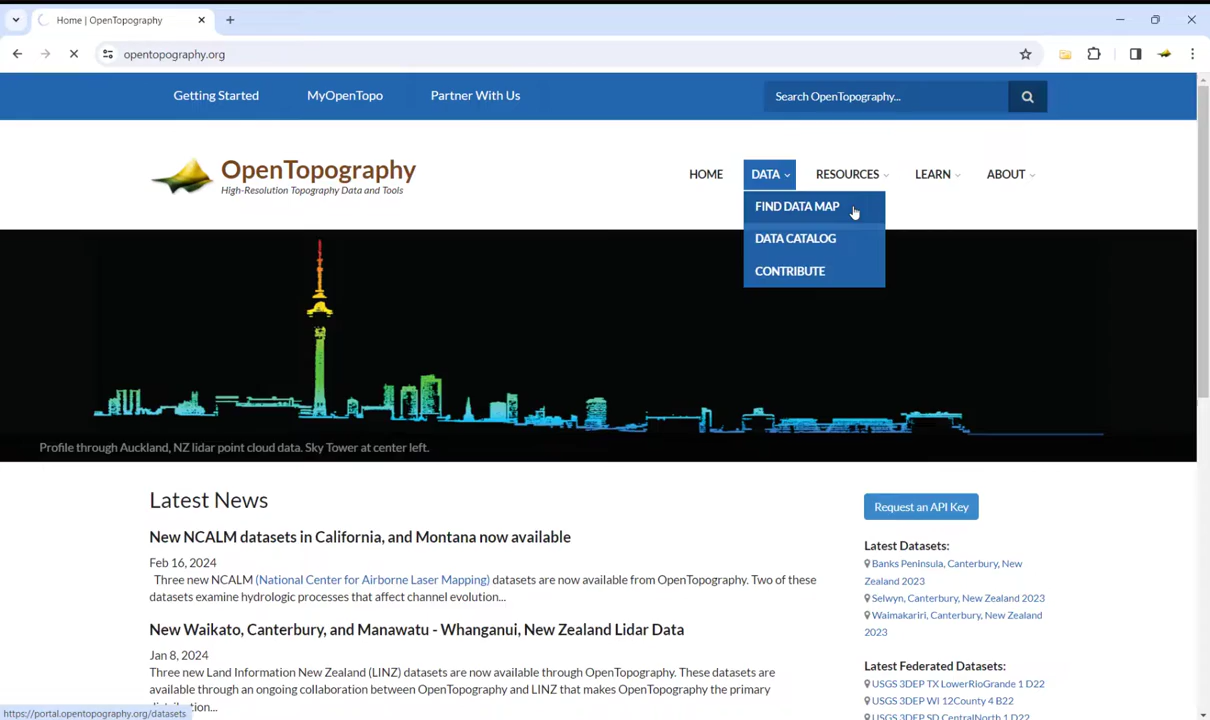 Home | OpenTopography
opentopography.org
Getting Started MyOpenTopo Partner With Us Search OpenTopography...
OpenTopography
High-Resolution Topography Data and Tools
HOME DATA RESOURCES LEARN ABOUT
FIND DATA MAP
DATA CATALOG
CONTRIBUTE
Profile through Auckland, NZ lidar point cloud data. Sky Tower at center left.
Latest News
New NCALM datasets in California, and Montana now available
Feb 16, 2024
Three new NCALM (National Center for Airborne Laser Mapping) datasets are now available from OpenTopography. Two of these
datasets examine hydrologic processes that affect channel evolution...
New Waikato, Canterbury, and Manawatu - Whanganui, New Zealand Lidar Data
Jan 8, 2024
Three new Land Information New Zealand (LINZ) datasets are now available through OpenTopography. These datasets are
available through an ongoing collaboration between OpenTopography and LINZ that makes OpenTopography the primary
distribution...
Request an API Key
Latest Datasets:
Banks Peninsula, Canterbury, New
Zealand 2023
Selwyn, Canterbury, New Zealand 2023
Waimakariri, Canterbury, New Zealand
2023
Latest Federated Datasets:
USGS 3DEP TX LowerRioGrande 1 D22
USGS 3DEP WI 12County 4 B22
USGS 3DEP SD CentralNorth 1 D22
https://portal.opentopography.org/datasets